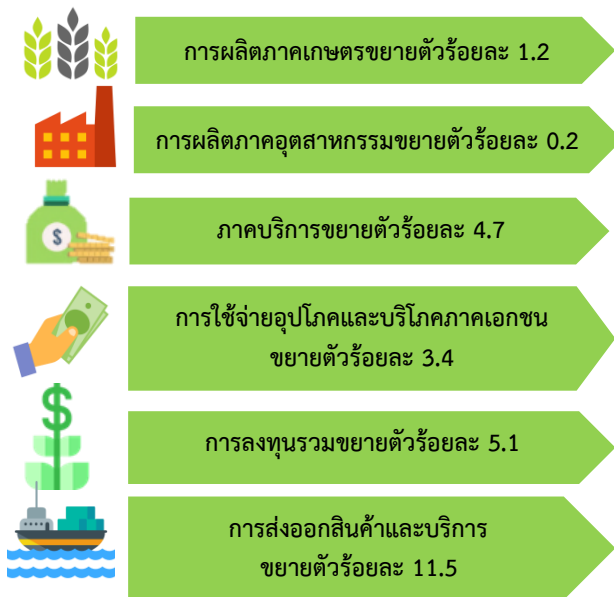 การผลิตภาคเกษตรขยายตัวร้อยละ 1.2
การผลิตภาคอุตสาหกรรมขยายตัวร้อยละ 0.2
$
ภาคบริการขยายตัวร้อยละ 4.7
การใช้จ่ายอุปโภคและบริโภคภาคเอกชน
ขยายตัวร้อยละ 3.4
$
การลงทุนรวมขยายตัวร้อยละ 5.1
การส่งออกสินค้าและบริการ
ขยายตัวร้อยละ 11.5